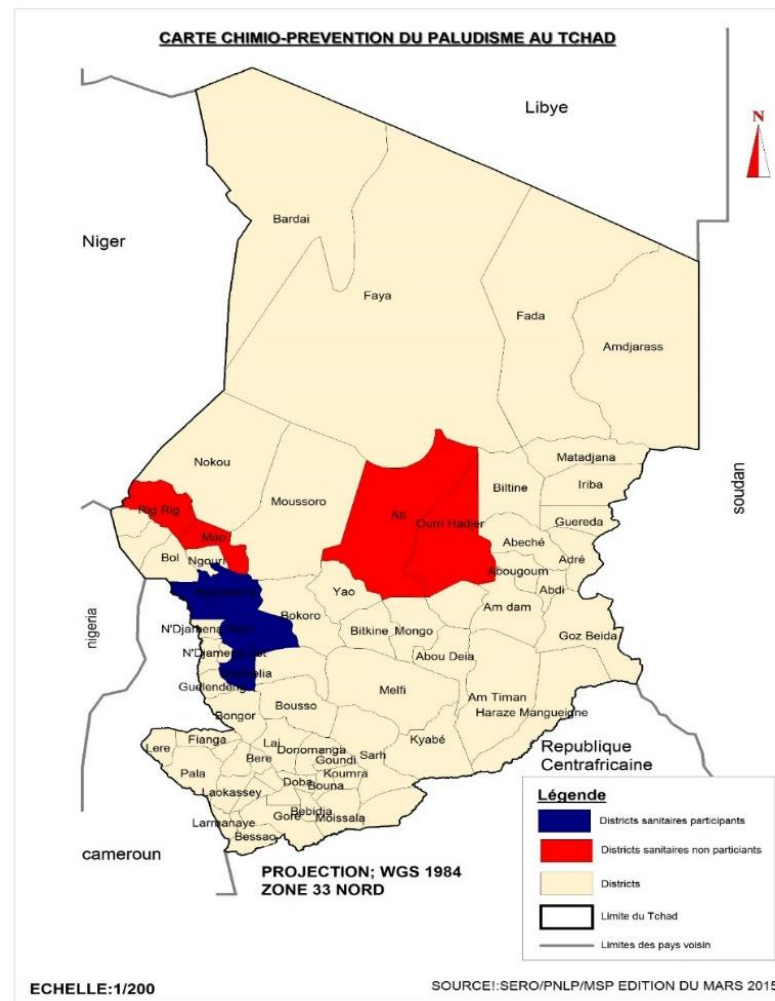 CARTE CHIMIO-PREVENTION DU PALUDISME AU TCHAD
Libye
N
Niger
Bardai
Faya
Fada
Amdjarass
Nokou
Moussoro
Matadjana
Biltine
Iriba
soudan
Rig Rig
Ati
Oum Hadjer
Guereda
Mao
Abeché
Bol
Ngouri
Adré
Abougoum
Abdi
Yao
Bokoro
Am dam
nigeria
N'Djamena
Bitkine
Mongo
Goz Beida
N'Djamena
Abou Deia
Guelendeng
Melfi
Am Timan
Bousso
Haraze Mangueigne
Bongor
Kyabé
Fianga
Lai
Donomanga
Sarh
Lere
Bere
Goundi
Republique
Centrafricaine
Pala
Koumra
Doba
Bouna
Laokassey
Bebidja
Larmanaye
Gore
Moissala
Bessao
cameroun
PROJECTION; WGS 1984
ZONE 33 NORD
Légende
Districts sanitaires participants
Districts sanitaires non particiants
Districts
Limite du Tchad
Limites des pays voisin
ECHELLE:1/200
SOURCE!:SERO/PNLP/MSP EDITION DU MARS 2015